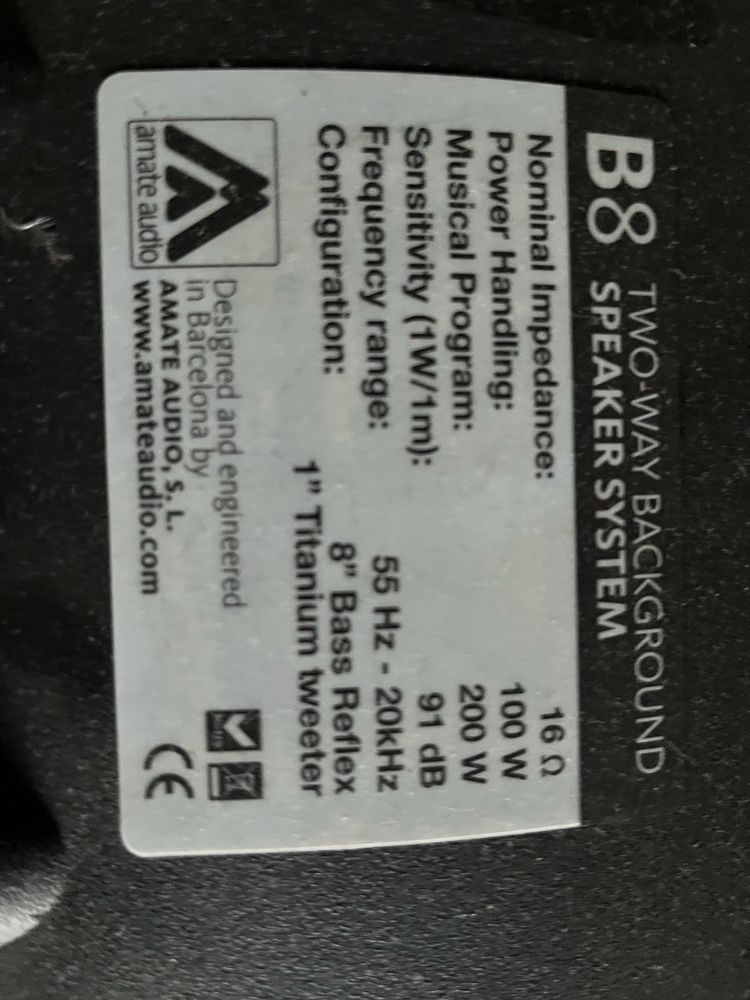 B8 TWO-WAY BACKGROUND
SPEAKER SYSTEM
Nominal Impedance: 16 Ω
Power Handling: 100 W
Musical Program: 200 W
Sensitivity (1W/1m): 91 dB
Frequency range: 55 Hz - 20kHz
Configuration: 8” Bass Reflex
1” Titanium tweeter
amate audio
Designed and engineered
in Barcelona by
AMATE AUDIO, S. L.
www.amateaudio.com
CE